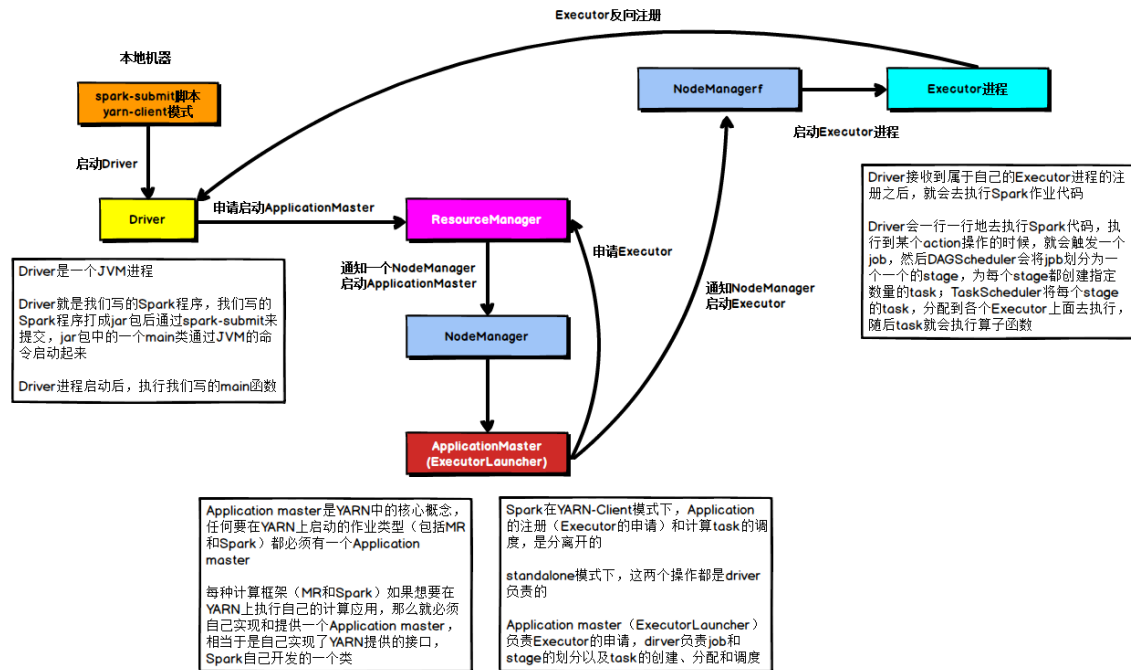 Executor反向注册
本地机器
spark-submit脚本
yarn-client模式
NodeManagerf
Executor进程
启动Executor进程
启动Driver
Driver
申请启动ApplicationMaster
ResourceManager
申请Executor
通知一个NodeManager
启动ApplicationMaster
通知NodeManager
启动Executor
NodeManager
ApplicationMaster
(ExecutorLauncher)
Driver接收到属于自己的Executor进程的注
册之后，就会去执行Spark作业代码
Driver会一行一行地去执行Spark代码，执
行到某个action操作的时候，就会触发一个
job，然后DAGScheduler会将jpb划分为一
个一个的stage，为每个stage都创建指定
数量的task；TaskScheduler将每个stage
的task，分配到各个Executor上面去执行，
随后task就会执行算子函数
Driver是一个JVM进程
Driver就是我们写的Spark程序，我们写的
Spark程序打成jar包后通过spark-submit来
提交，jar包中的一个main类通过JVM的命
令启动起来
Driver进程启动后，执行我们写的main函数
Application master是YARN中的核心概念，
任何要在YARN上启动的作业类型（包括MR
和Spark）都必须有一个Application
master
每种计算框架（MR和Spark）如果想要在
YARN上执行自己的计算应用，那么就必须
自己实现和提供一个Application master，
相当于是自己实现了YARN提供的接口，
Spark自己开发的一个类
Spark在YARN-Client模式下，Application
的注册（Executor的申请）和计算task的调
度，是分离开的
standalone模式下，这两个操作都是driver
负责的
Application master（ExecutorLauncher）
负责Executor的申请，dirver负责job和
stage的划分以及task的创建、分配和调度